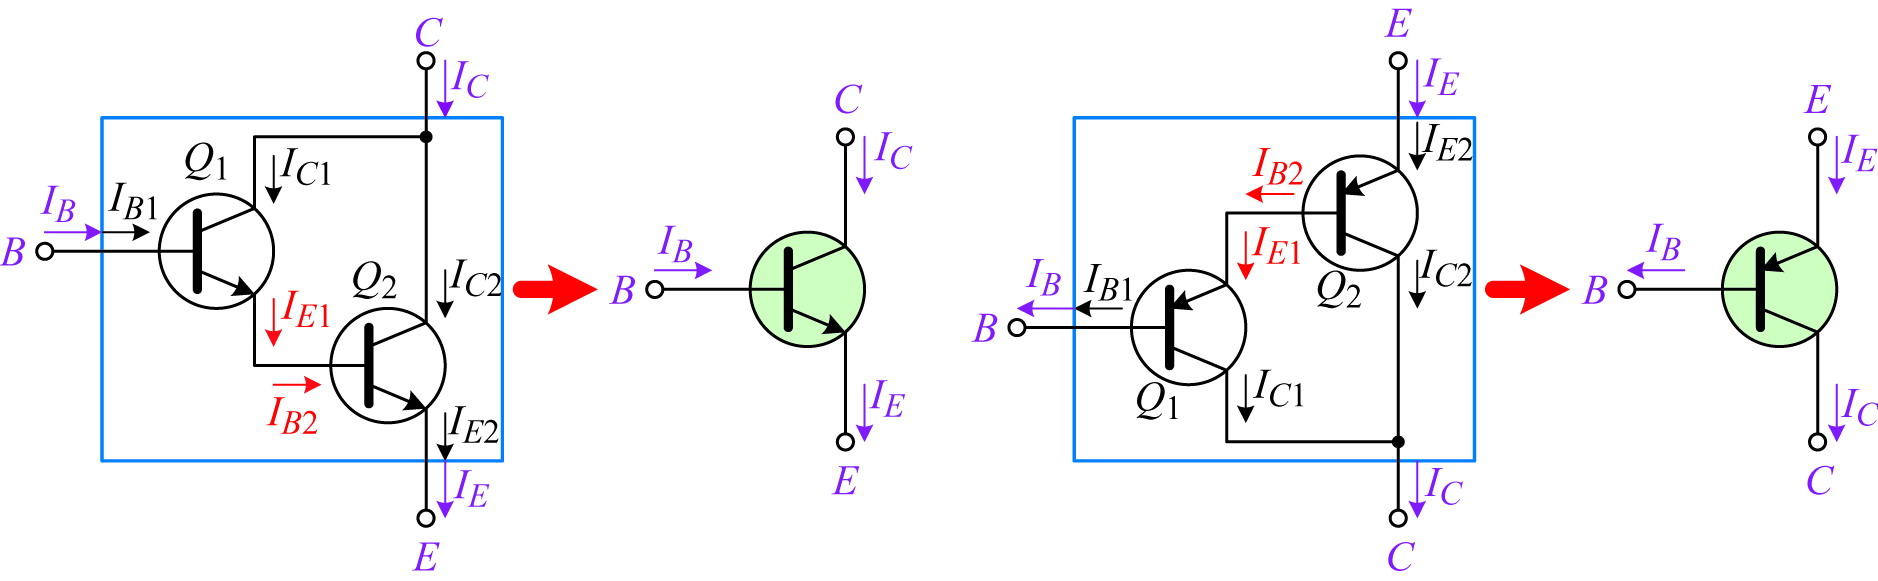 C
I_C
Q_1
I_C1
I_B
I_B1
B
Q_2
I_C2
I_E1
I_B2
I_E2
I_E
E
C
I_C
I_B
B
I_E
E
E
I_E
I_E2
I_B2
I_E1
Q_2
I_C2
I_B
I_B1
B
Q_1
I_C1
I_C
C
E
I_E
I_B
B
I_C
C